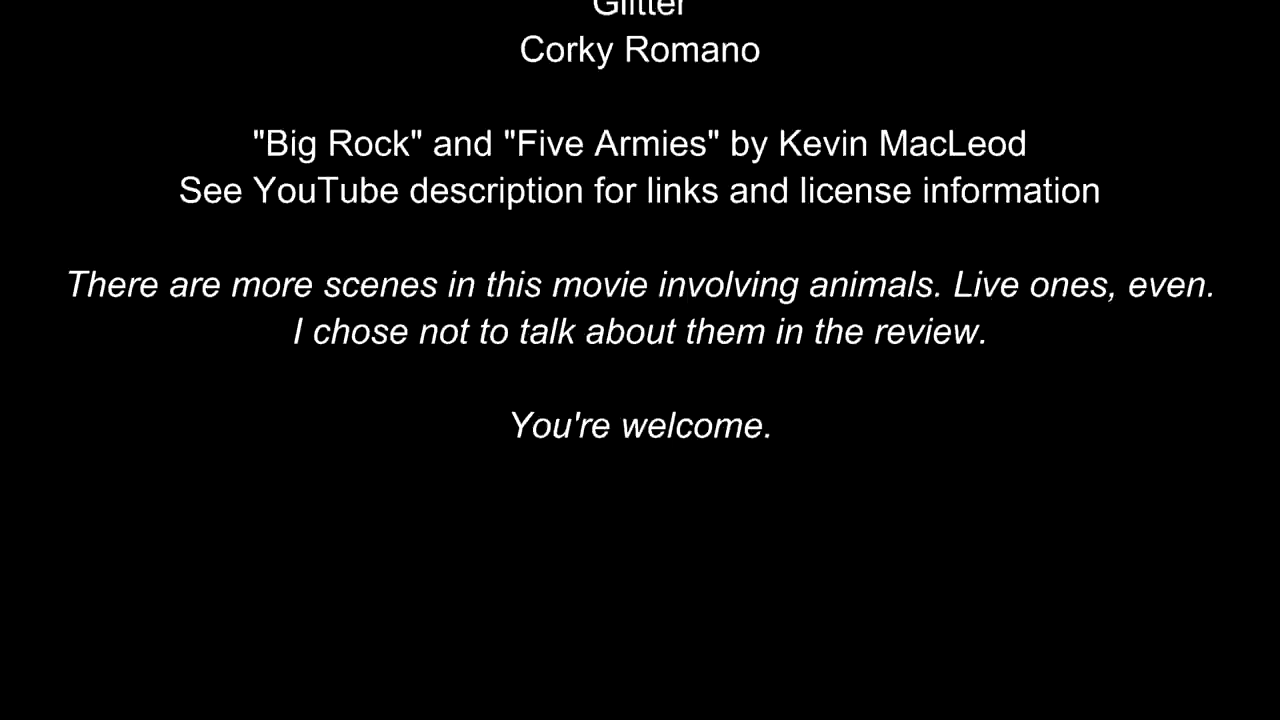 Glitter
Corky Romano
"Big Rock" and "Five Armies" by Kevin MacLeod
See YouTube description for links and license information
There are more scenes in this movie involving animals. Live ones, even.
I chose not to talk about them in the review.
You're welcome.